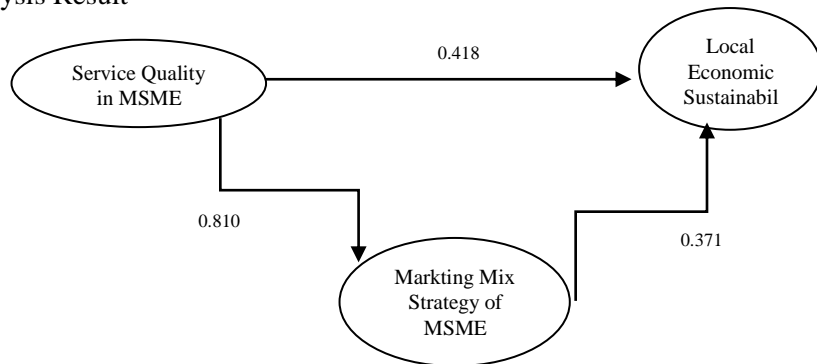 Result
0.418
Service Quality
in MSME
Local
Economic
Sustainabil
0.810
0.371
Markting Mix
Strategy of
MSME